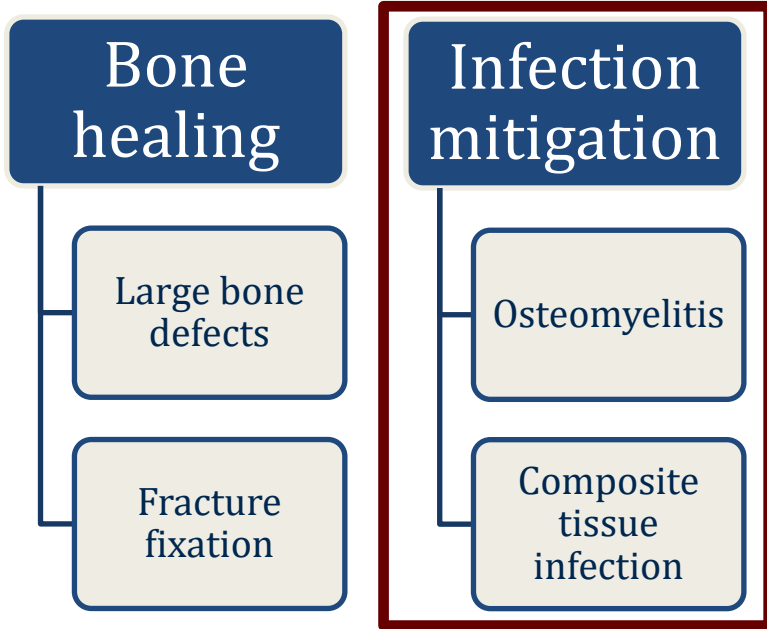 Bone
healing
Large bone
defects
Fracture
fixation
Infection
mitigation
Osteomyelitis
Composite
tissue
infection